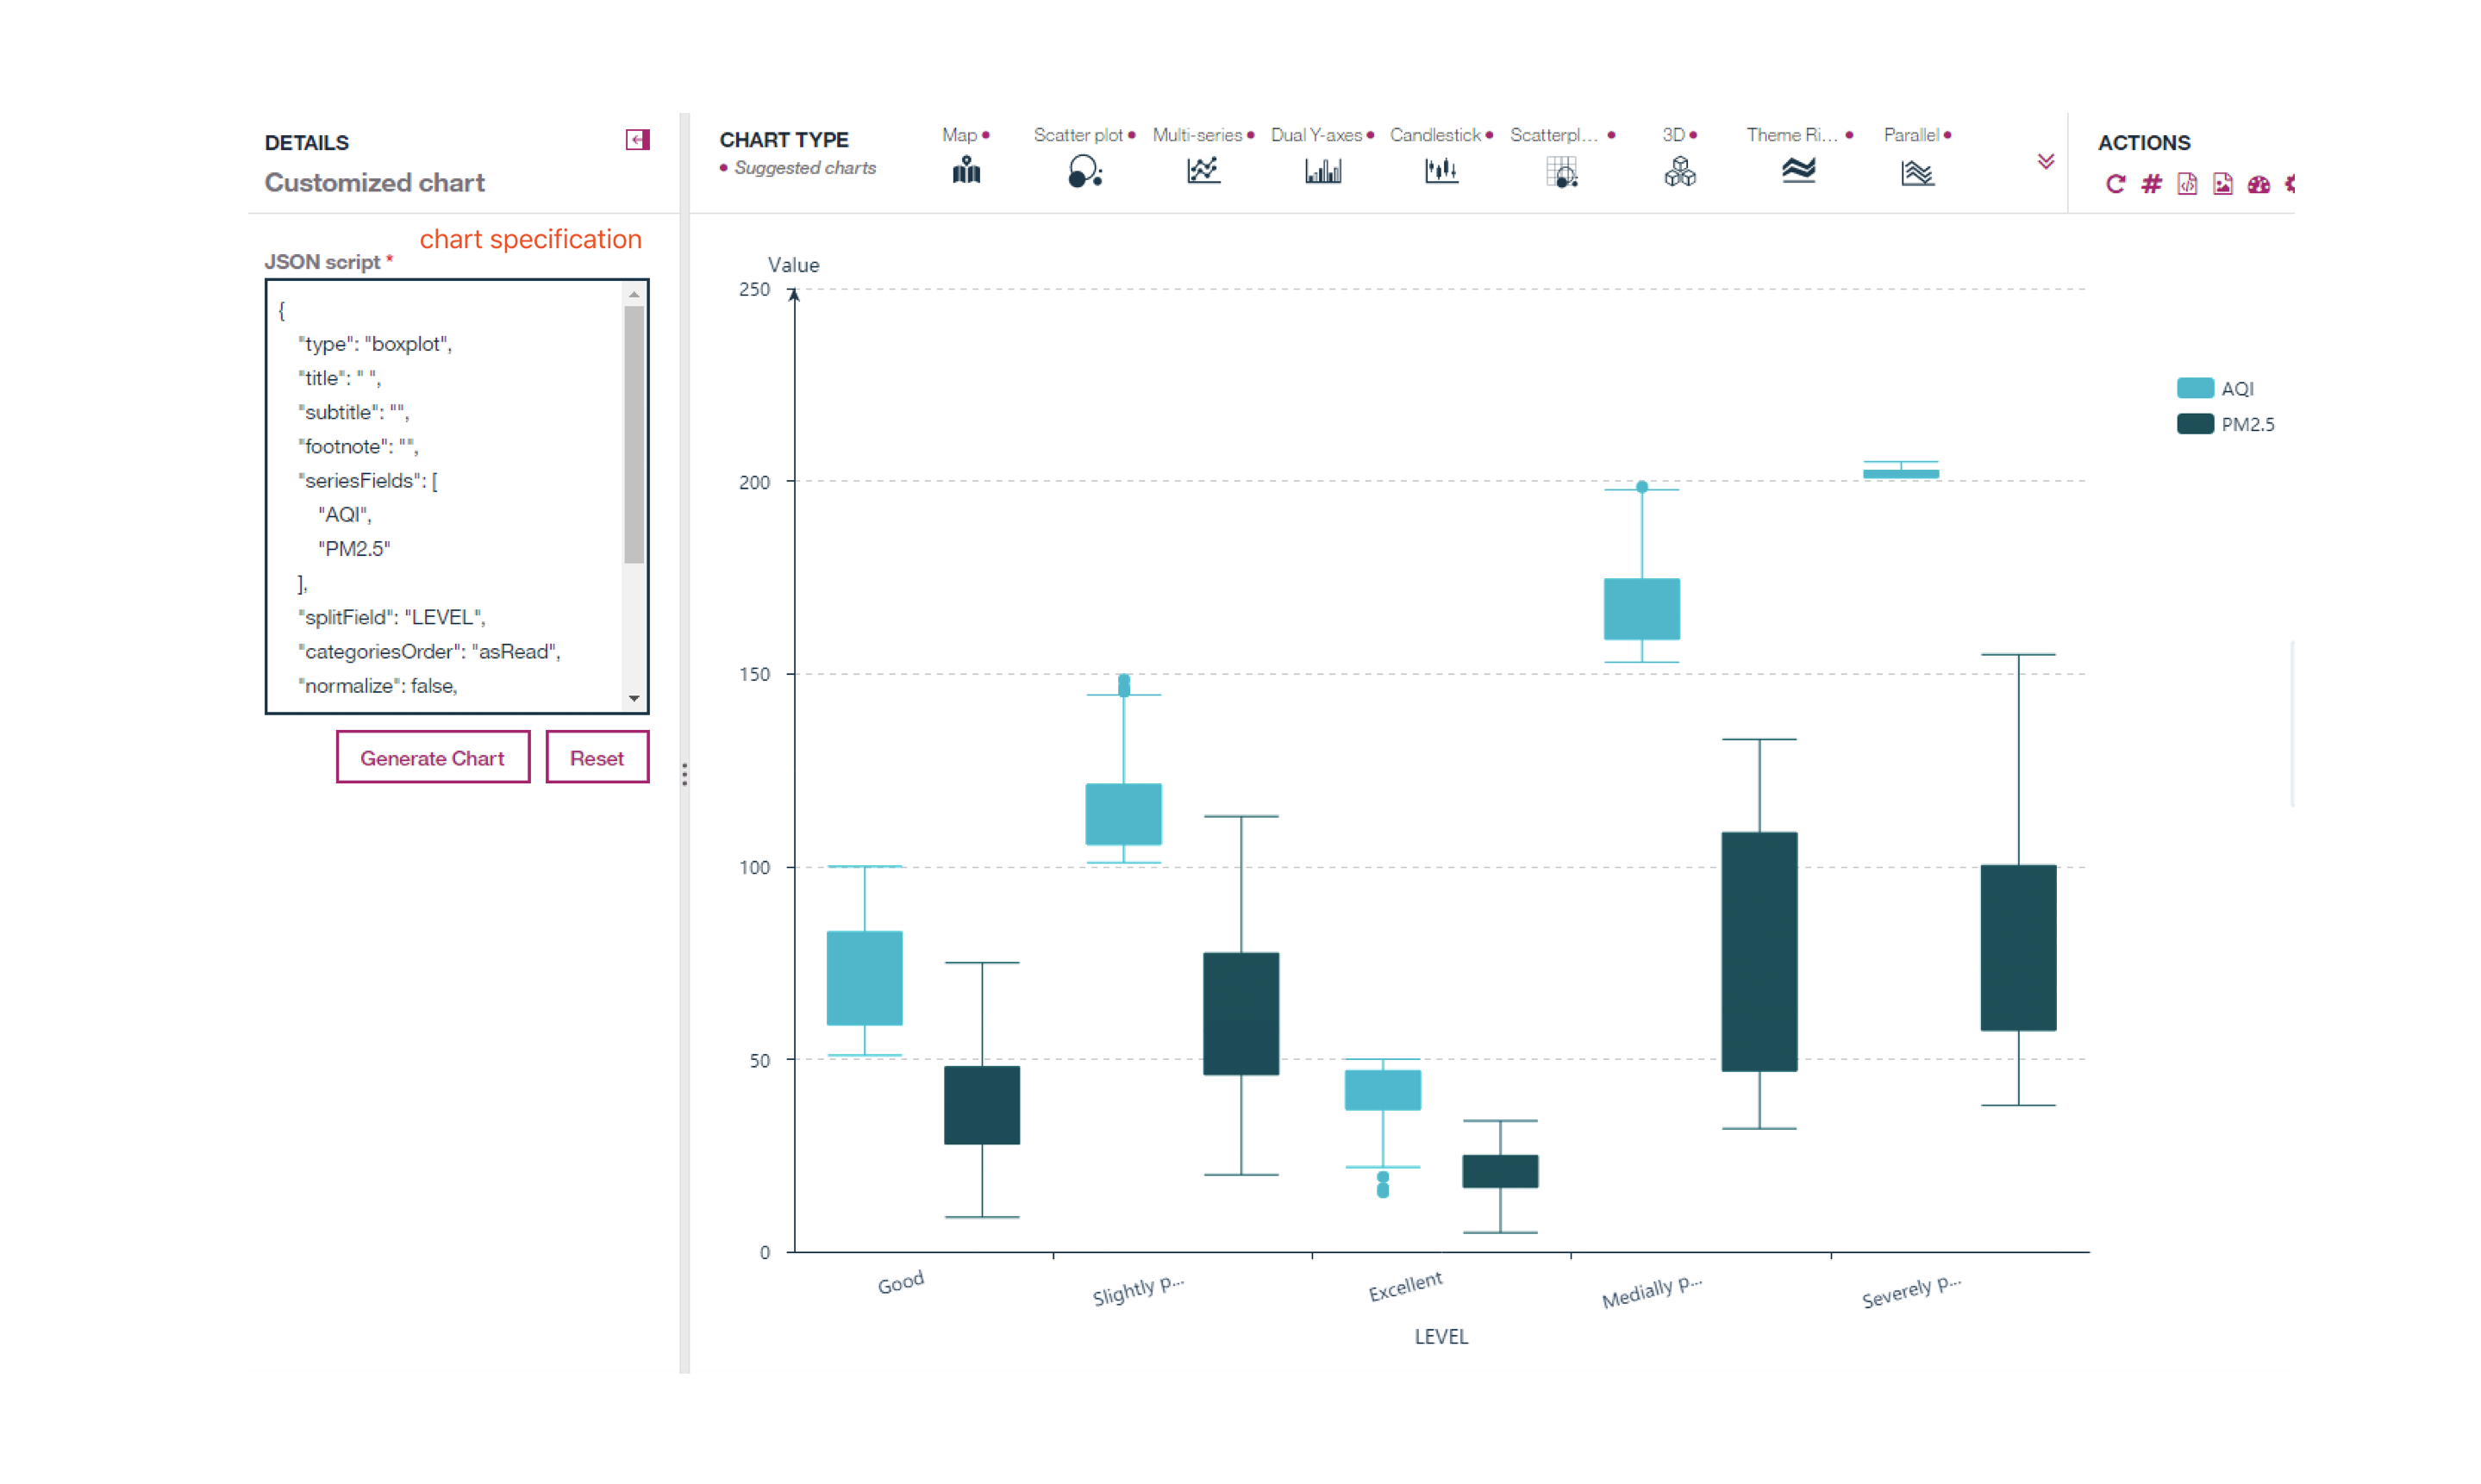 DETAILS
Customized chart
chart specification
JSON script *
{
"type": "boxplot",
"title": " ",
"subtitle": "",
"footnote": "",
"seriesFields": [
"AQI",
"PM2.5"
],
"splitField": "LEVEL",
"categoriesOrder": "asRead",
"normalize": false,
Generate Chart
Reset
CHART TYPE
Suggested charts
Map
Scatter plot
Multi-series
Dual Y-axes
Candlestick
Scatterpl...
3D
Theme Ri...
Parallel
ACTIONS
Value
250
200
150
100
50
0
Good
Slightly p...
Excellent
Medially p...
Severely p...
LEVEL
AQI
PM2.5